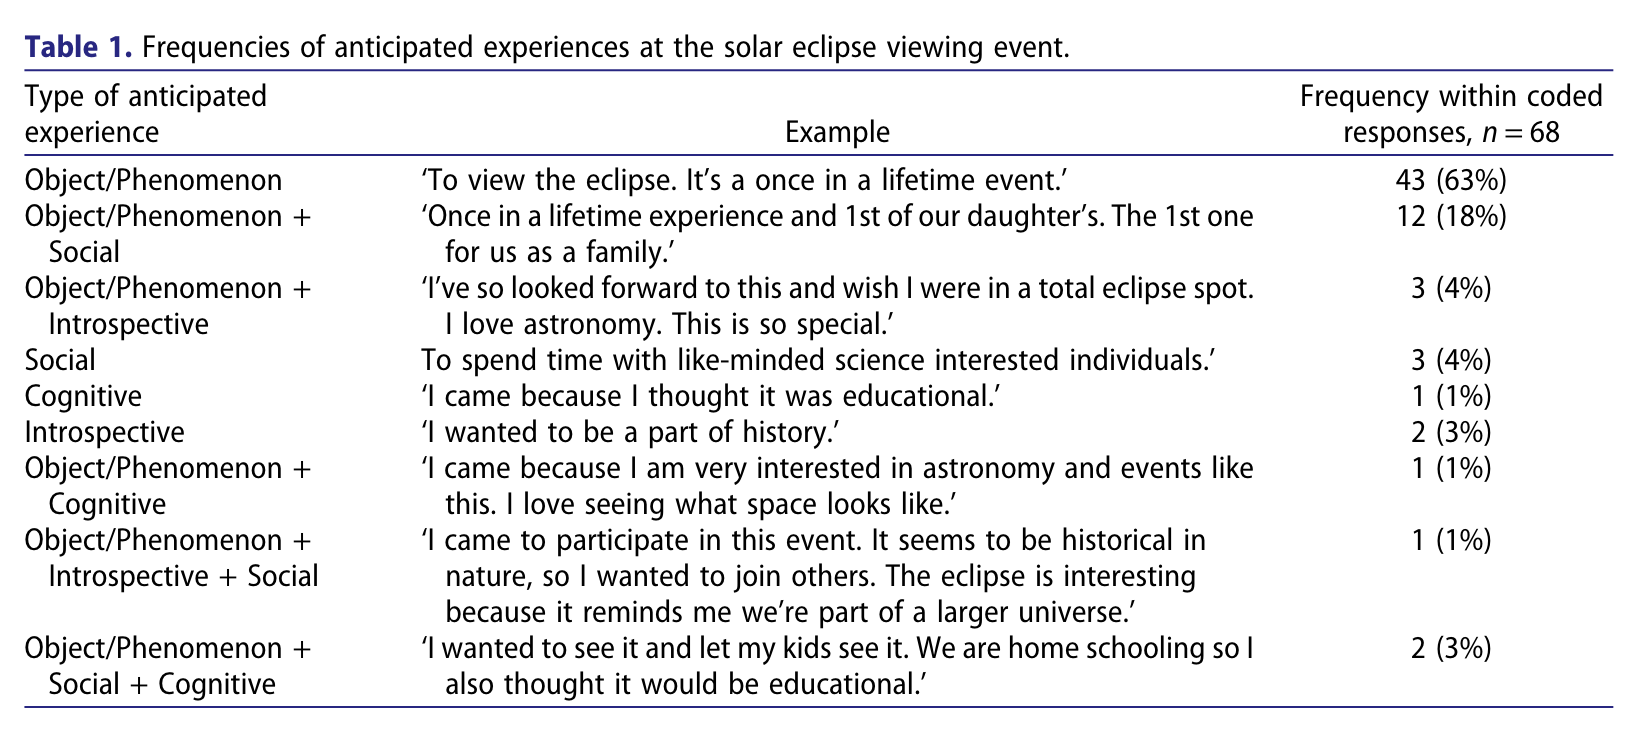 Table 1. Frequencies of anticipated experiences at the solar eclipse viewing event.
Type of anticipated experience Example Frequency within coded responses, n = 68
Object/Phenomenon ‘To view the eclipse. It’s a once in a lifetime event.’ 43 (63%)
Object/Phenomenon + ‘Once in a lifetime experience and 1st of our daughter’s. The 1st one 12 (18%)
Social for us as a family.’
Object/Phenomenon + ‘I’ve so looked forward to this and wish I were in a total eclipse spot. 3 (4%)
Introspective I love astronomy. This is so special.’
Social To spend time with like-minded science interested individuals.’ 3 (4%)
Cognitive ‘I came because I thought it was educational.’ 1 (1%)
Introspective ‘I wanted to be a part of history.’ 2 (3%)
Object/Phenomenon + ‘I came because I am very interested in astronomy and events like 1 (1%)
Cognitive this. I love seeing what space looks like.’
Object/Phenomenon + ‘I came to participate in this event. It seems to be historical in 1 (1%)
Introspective + Social nature, so I wanted to join others. The eclipse is interesting
because it reminds me we’re part of a larger universe.’
Object/Phenomenon + ‘I wanted to see it and let my kids see it. We are home schooling so I 2 (3%)
Social + Cognitive also thought it would be educational.’